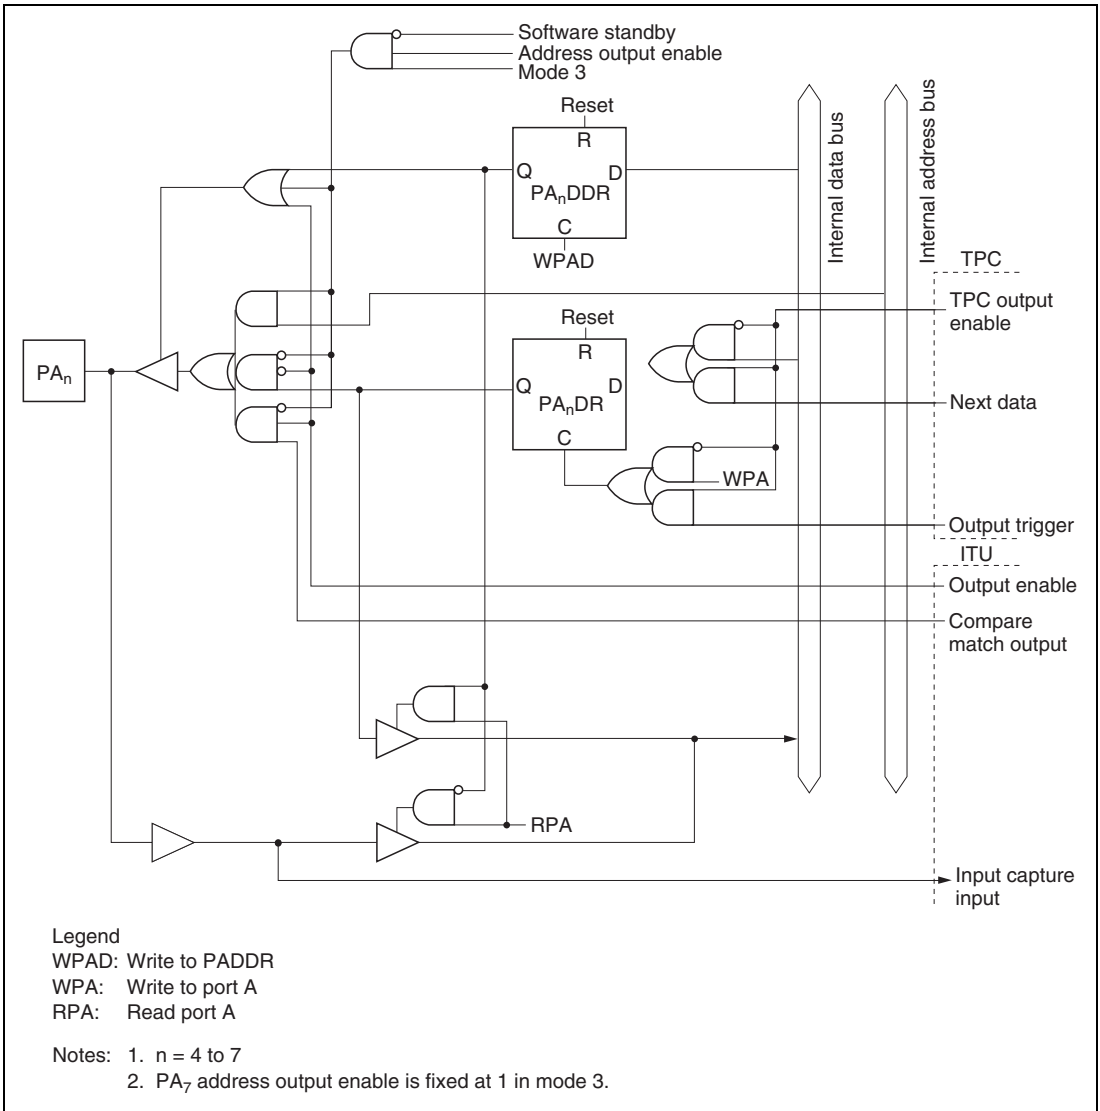 Software standby
Address output enable
Mode 3
Reset
R
Q
D
PAnDDR
C
WPAD
Internal data bus
Internal address bus
TPC
TPC output
enable
Reset
R
Q
D
PAnDR
C
PAn
Next data
WPA
Output trigger
ITU
Output enable
Compare
match output
RPA
Input capture
input
Legend
WPAD: Write to PADDR
WPA: Write to port A
RPA: Read port A
Notes: 1. n = 4 to 7
2. PA7 address output enable is fixed at 1 in mode 3.